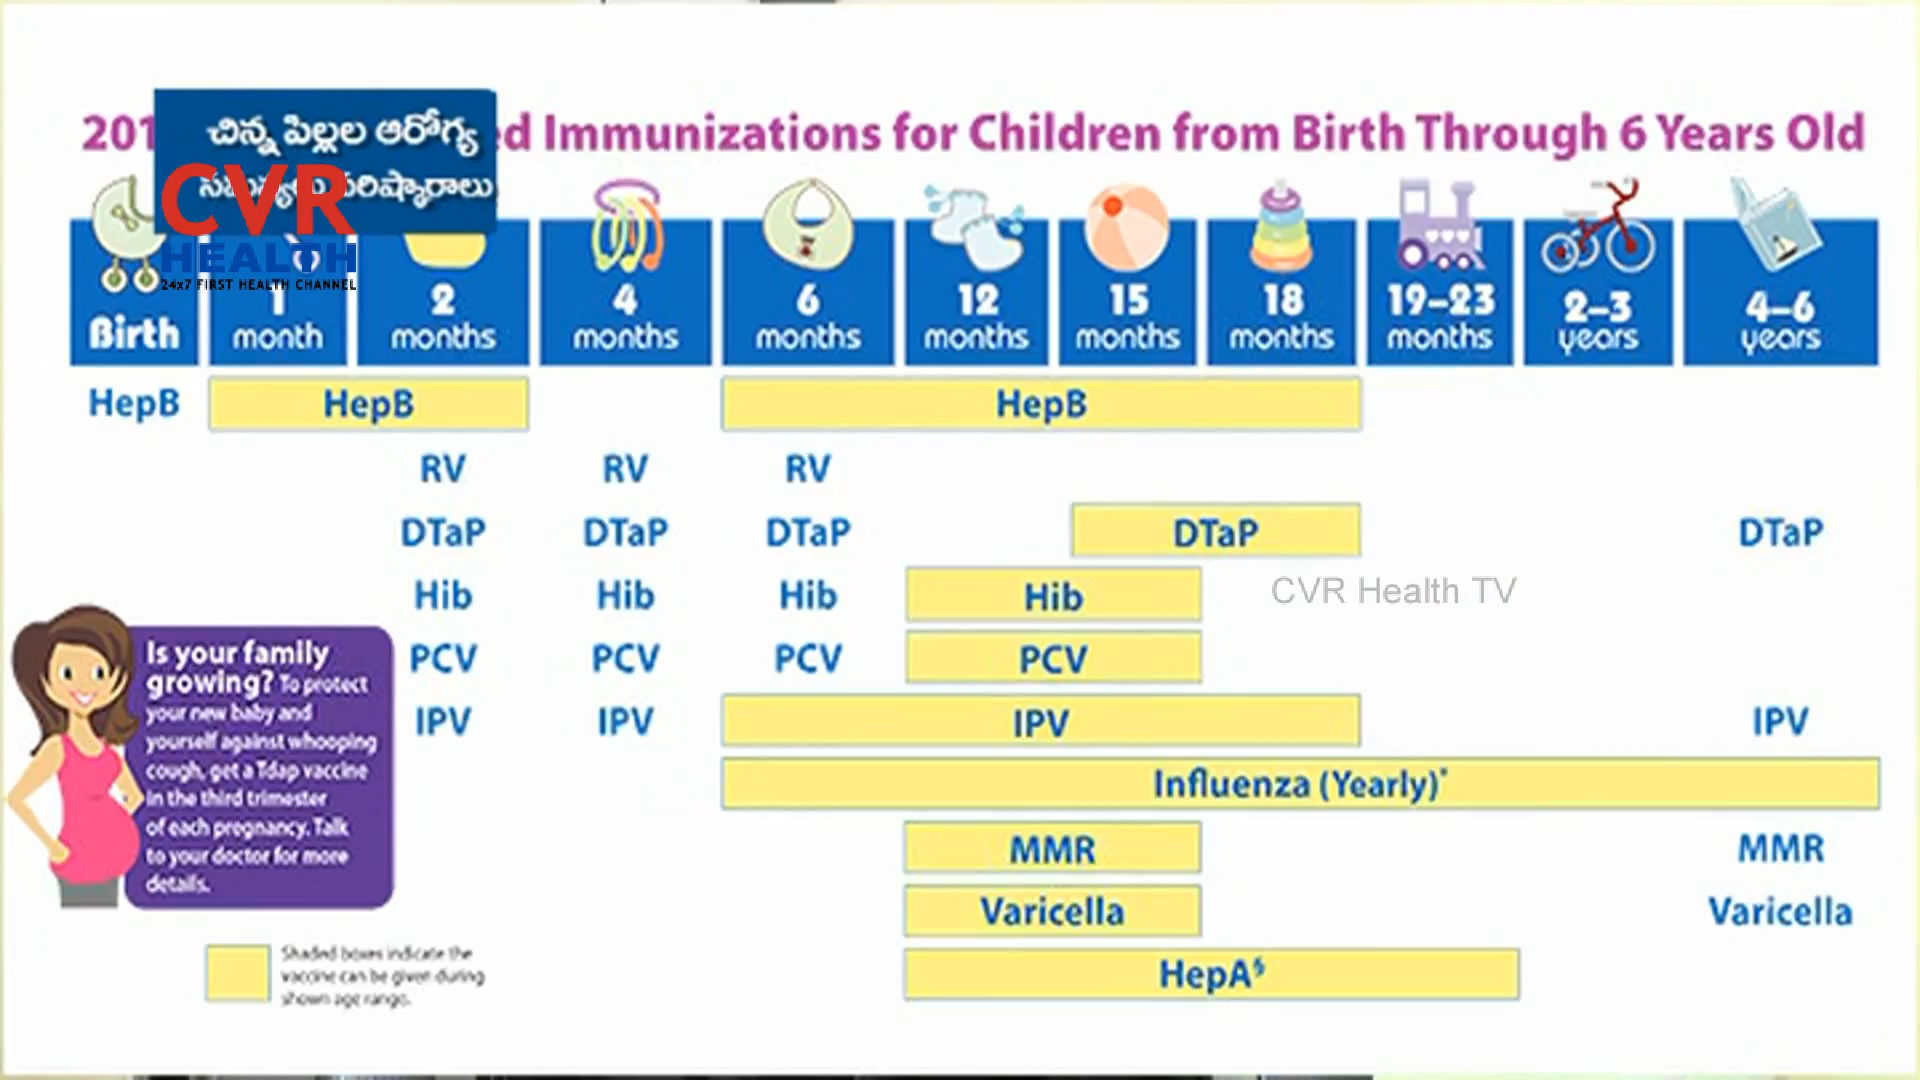 చిన్న పిల్లల ఆరోగ్య
పరిష్కారాలు
201 ed Immunizations for Children from Birth Through 6 Years Old
CVR
HEALTH
24x7 FIRST HEALTH CHANNEL
Birth
1 month
2 months
4 months
6 months
12 months
15 months
18 months
19–23 months
2–3 years
4–6 years
HepB HepB HepB
RV RV RV
DTaP DTaP DTaP DTaP DTaP
Hib Hib Hib Hib
CVR Health TV
PCV PCV PCV PCV
IPV IPV IPV IPV
Influenza (Yearly)*
MMR MMR
Varicella Varicella
HepA§
Is your family
growing? To protect
your new baby and
yourself against whooping
cough, get a Tdap vaccine
in the third trimester
of each pregnancy. Talk
to your doctor for more
details.
Shaded boxes indicate the
vaccine can be given during
shown age range.